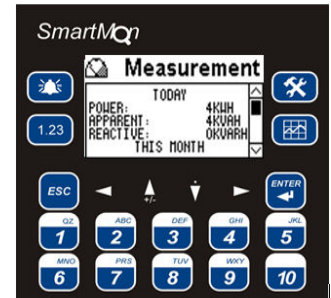 SmartMOn
Measurement
TODAY
POWER: 4KWH
APPARENT: 4KVAH
REACTIVE: 0KVARH
THIS MONTH
1.23
ESC
+/-
ENTER
QZ ABC DEF GHI JKL
1 2 3 4 5
MNO PRS TUV WXY
6 7 8 9 10